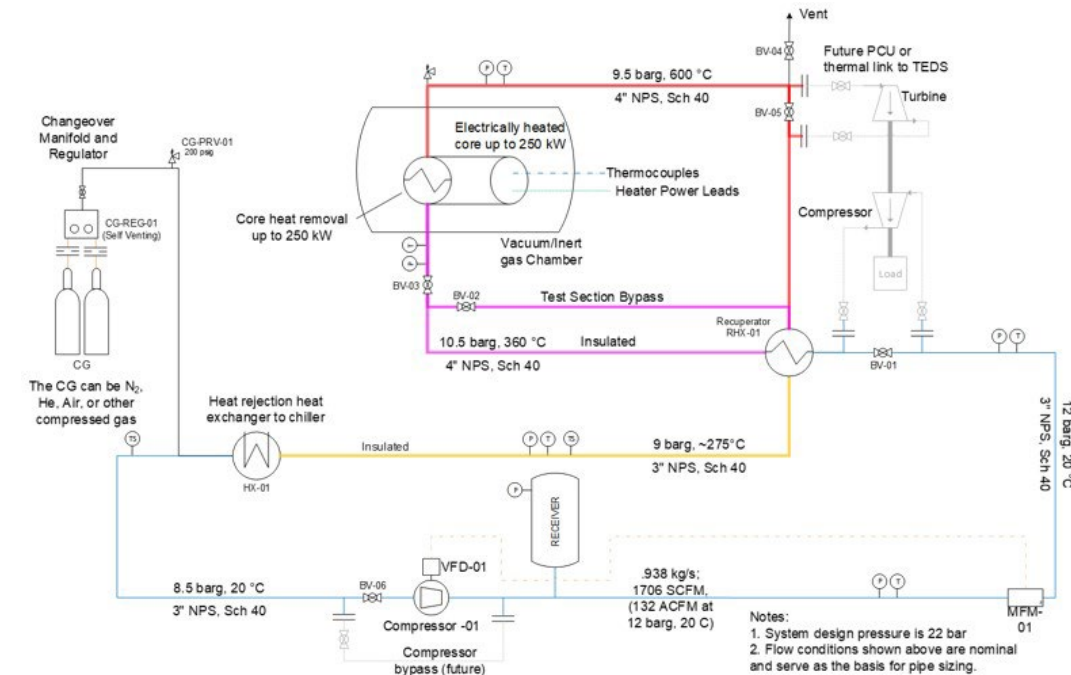 Vent
BV-04
Future PCU or
thermal link to TEDS
P
T
9.5 barg, 600 °C
4" NPS, Sch 40
BV-05
Turbine
Changeover
Manifold and
Regulator
CG-PRV-01
200 psig
Electrically heated
core up to 250 kW
Thermocouples
Heater Power Leads
CG-REG-01
(Self Venting)
Core heat removal
up to 250 kW
Compressor
Vacuum/Inert
gas Chamber
T
P
BV-03
BV-02
Test Section Bypass
Load
Recuperator
RHX-01
10.5 barg, 360 °C
Insulated
4" NPS, Sch 40
BV-01
P
T
CG
The CG can be N₂,
He, Air, or other
compressed gas
Heat rejection heat
exchanger to chiller
12 barg, 20 °C
3" NPS, Sch 40
TS
Insulated
P
T
TS
9 barg, ~275°C
3" NPS, Sch 40
HX-01
P
RECEIVER
VFD-01
8.5 barg, 20 °C
3" NPS, Sch 40
BV-06
Compressor -01
.938 kg/s;
1706 SCFM,
(132 ACFM at
12 barg, 20 C)
P
T
MFM-
01
Compressor
bypass (future)
Notes:
1. System design pressure is 22 bar
2. Flow conditions shown above are nominal
and serve as the basis for pipe sizing.